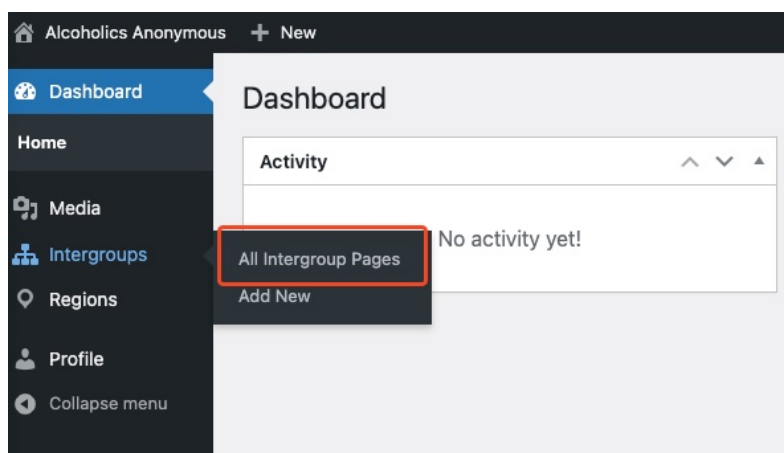 Alcoholics Anonymous + New
Dashboard
Home
Media
Intergroups
Regions
Profile
Collapse menu
Dashboard
Activity
No activity yet!
All Intergroup Pages
Add New